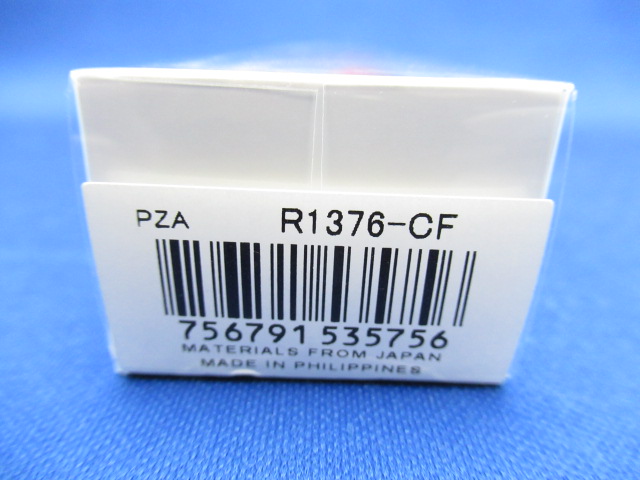 PZA R1376-CF
756791 535756
MATERIALS FROM JAPAN
MADE IN PHILIPPINES